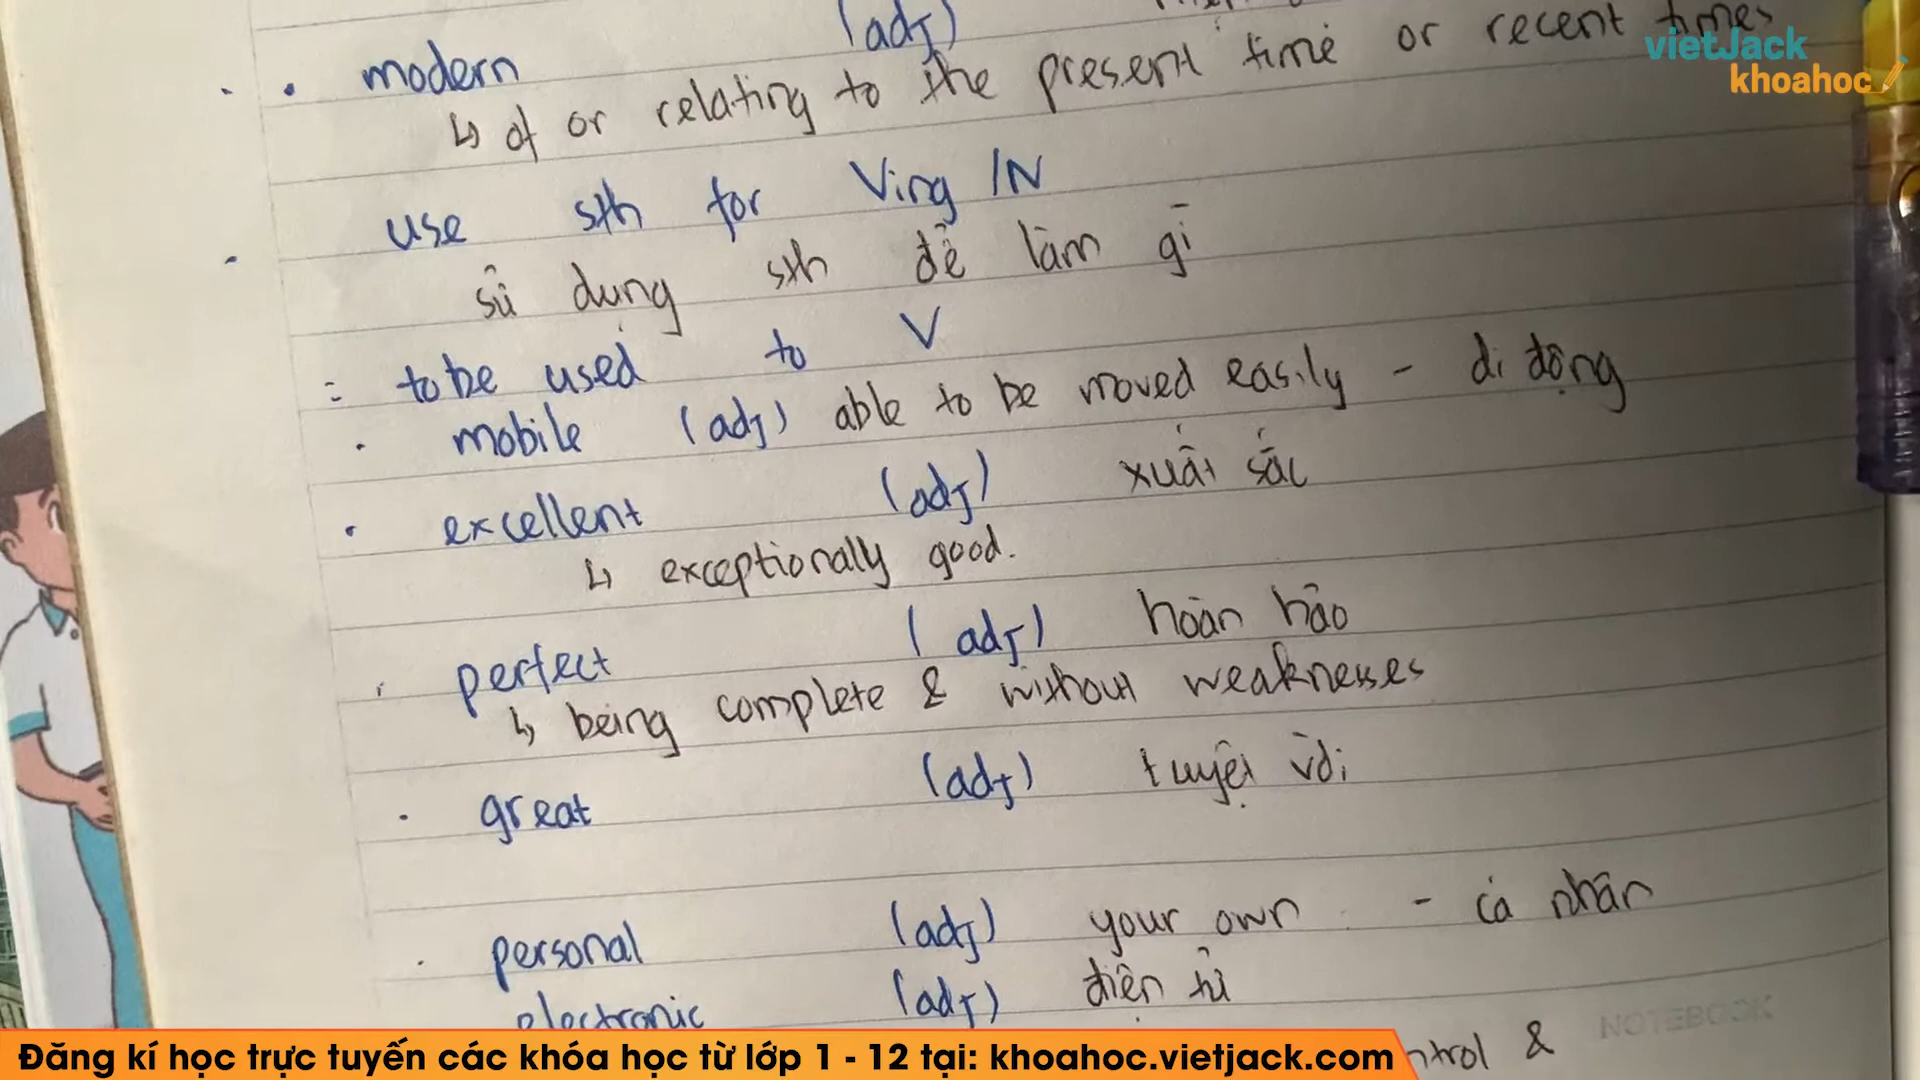 (adj)
• modern
↳ of or relating to the present time or recent times
vietJack
khoahoc
use sth for Ving /N
sử dụng sth để làm gì
= to be used to V
• mobile (adj) able to be moved easily - di động
• excellent (adj) xuất sắc
↳ exceptionally good.
perfect (adj) hoàn hảo
↳ being complete & without weaknesses
• great (adj) tuyệt vời
• personal (adj) your own - cá nhân
electronic (adj) điện tử
NOTEBOOK
&
Đăng kí học trực tuyến các khóa học từ lớp 1 - 12 tại: khoahoc.vietjack.com